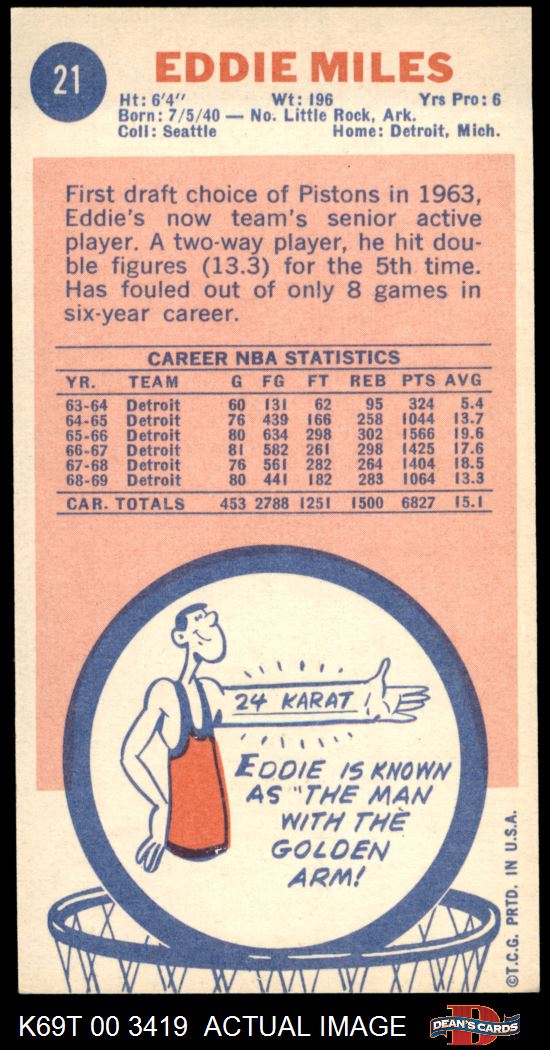 21
EDDIE MILES
Ht: 6'4" Wt: 196 Yrs Pro: 6
Born: 7/5/40 — No. Little Rock, Ark.
Coll: Seattle Home: Detroit, Mich.
First draft choice of Pistons in 1963,
Eddie's now team's senior active
player. A two-way player, he hit dou-
ble figures (13.3) for the 5th time.
Has fouled out of only 8 games in
six-year career.
CAREER NBA STATISTICS
YR. TEAM G FG FT REB PTS AVG
63-64 Detroit 60 131 62 95 324 5.4
64-65 Detroit 76 439 166 258 1044 13.7
65-66 Detroit 80 634 298 302 1566 19.6
66-67 Detroit 81 582 261 298 1425 17.6
67-68 Detroit 76 561 282 264 1404 18.5
68-69 Detroit 80 441 182 283 1064 13.3
CAR. TOTALS 453 2788 1251 1500 6827 15.1
24 KARAT
EDDIE IS KNOWN
AS "THE MAN
WITH THE
GOLDEN
ARM!
©T.C.G. PRTD. IN U.S.A.
K69T 00 3419 ACTUAL IMAGE
D
DEAN'S CARDS